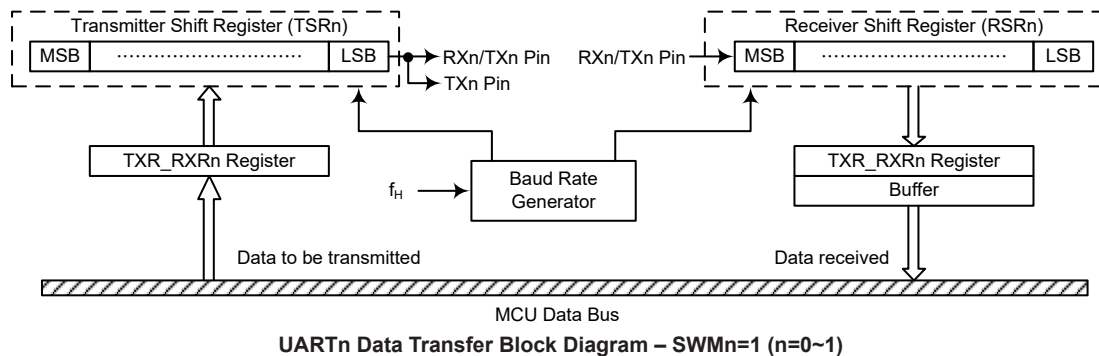 Transmitter Shift Register (TSRn)
MSB ........................................ LSB
RXn/TXn Pin
TXn Pin
Receiver Shift Register (RSRn)
RXn/TXn Pin
MSB ........................................ LSB
TXR_RXRn Register
fH
Baud Rate
Generator
TXR_RXRn Register
Buffer
Data to be transmitted
Data received
MCU Data Bus
UARTn Data Transfer Block Diagram – SWMn=1 (n=0~1)